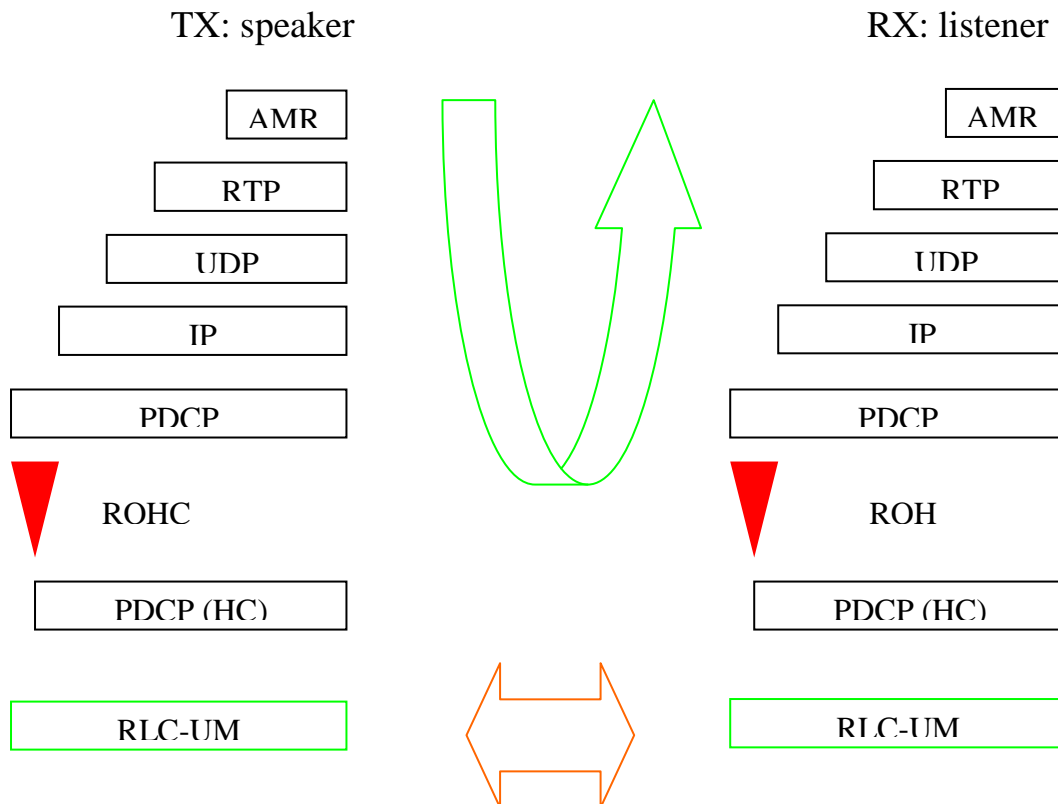 TX: speaker
RX: listener
AMR
AMR
RTP
RTP
UDP
UDP
IP
IP
PDCP
PDCP
ROHC
ROH
PDCP (HC)
PDCP (HC)
RLC-UM
RLC-UM